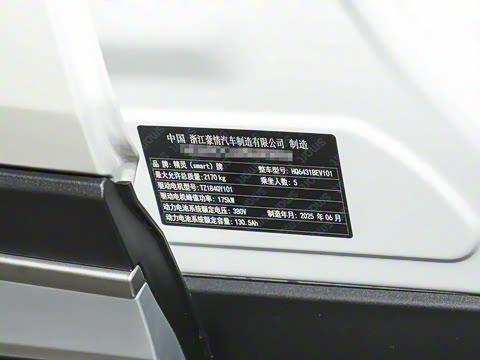 中国 浙江豪情汽车制造有限公司 制造
品牌：精灵（smart）牌 整车型号：HQ6431BEV101
最大允许总质量：2170 kg 乘坐人数：5
驱动电机型号：TZ184QY101
驱动电机峰值功率：175kW
动力电池系统额定电压：380V 制造年月：2025 年 06 月
动力电池系统额定容量：130.5Ah